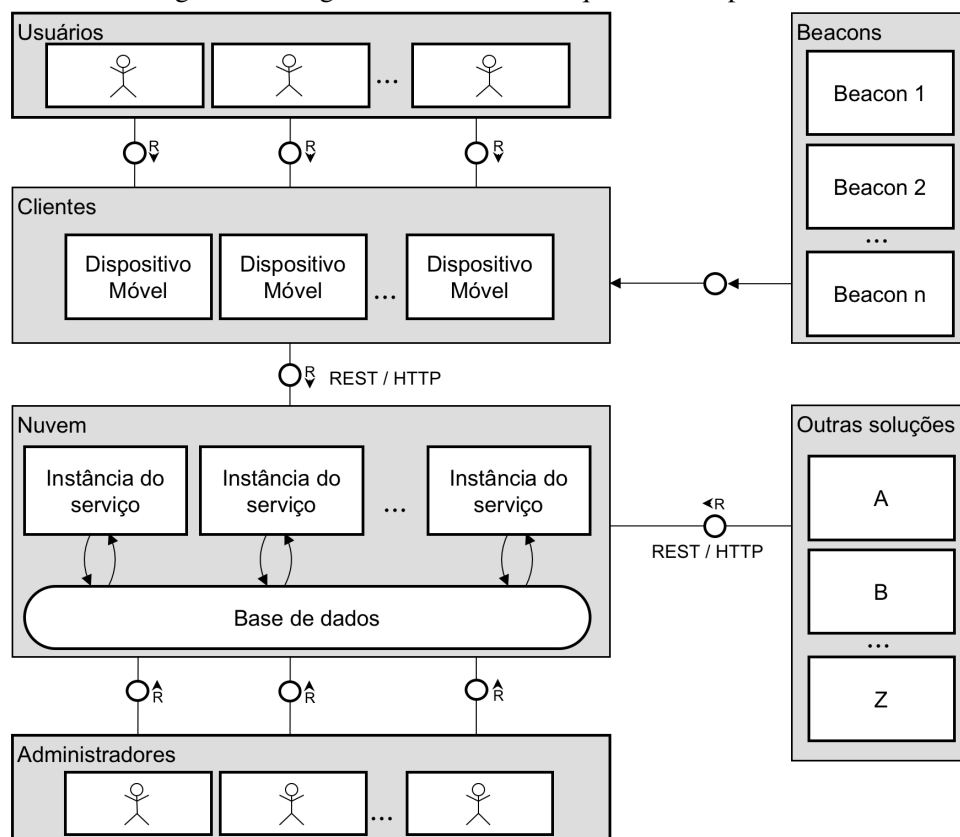 Usuários
...
R
R
R
Clientes
Dispositivo
Móvel
Dispositivo
Móvel
...
Dispositivo
Móvel
Beacons
Beacon 1
Beacon 2
...
Beacon n
R
REST / HTTP
Nuvem
Instância do
serviço
Instância do
serviço
...
Instância do
serviço
Base de dados
R
REST / HTTP
Outras soluções
A
B
...
Z
R
R
R
Administradores
...